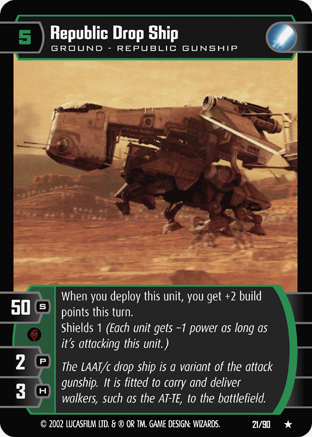 5 Republic Drop Ship
GROUND - REPUBLIC GUNSHIP
50 S
When you deploy this unit, you get +2 build
points this turn.
Shields 1 (Each unit gets –1 power as long as
it's attacking this unit.)
2 P
3 H
The LAAT/c drop ship is a variant of the attack
gunship. It is fitted to carry and deliver
walkers, such as the AT-TE, to the battlefield.
© 2002 LUCASFILM LTD. & ® OR TM. GAME DESIGN: WIZARDS. 21/90 ★